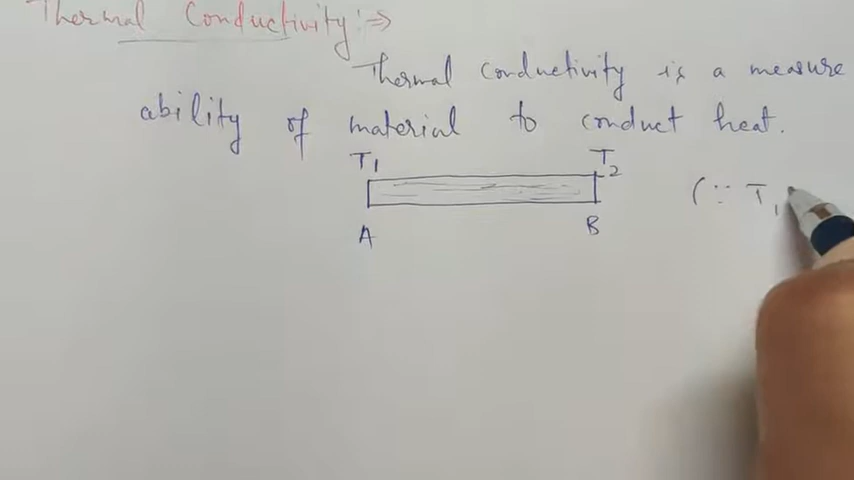 Thermal Conductivity :⇒
Thermal conductivity is a measure
ability of material to conduct heat.
T1 T2
(∵ T1
A B